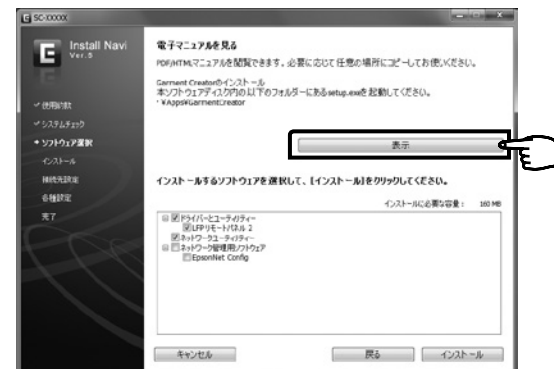 SC-XXXXX
Install Navi
Ver.5
使用許諾
システムチェック
ソフトウェア選択
インストール
接続先設定
各種設定
完了
電子マニュアルを見る
PDF/HTMLマニュアルを閲覧できます。必要に応じて任意の場所にコピーしてお使いください。
Garment Creatorのインストール
本ソフトウェアディスク内の以下のフォルダーにあるsetup.exeを起動してください。
・¥Apps¥GarmentCreator
表示
インストールするソフトウェアを選択して、[インストール]をクリックしてください。
インストールに必要な容量： 160 MB
ドライバーとユーティリティー
LFPリモートパネル 2
ネットワークユーティリティー
ネットワーク管理用ソフトウェア
EpsonNet Config
キャンセル
戻る
インストール